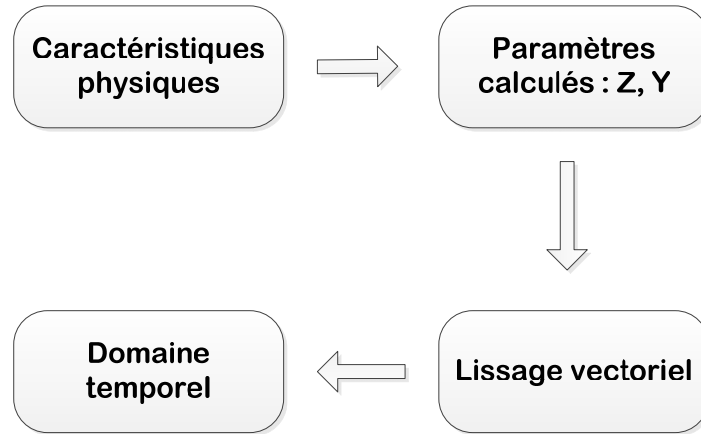 Caractéristiques
physiques
Paramètres
calculés : Z, Y
Lissage vectoriel
Domaine
temporel